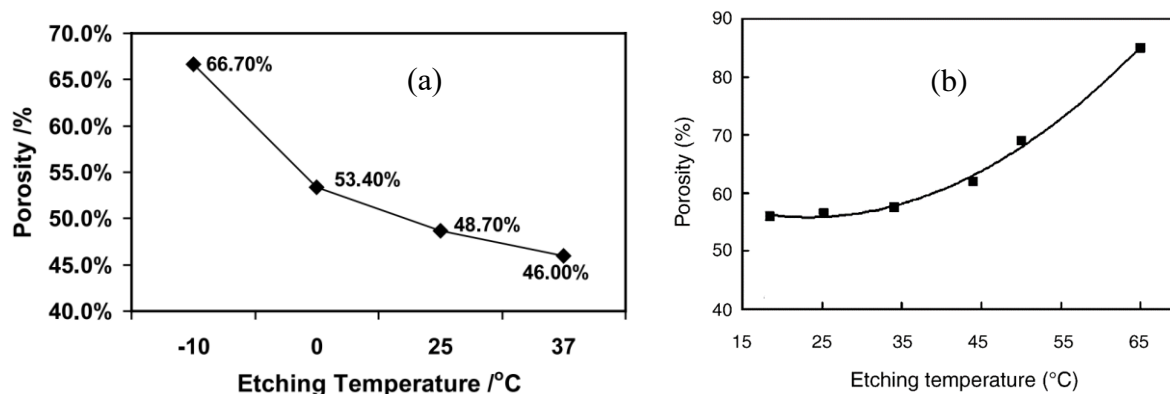 70.0%
65.0%
60.0%
55.0%
50.0%
45.0%
40.0%
Porosity /%
(a)
66.70%
53.40%
48.70%
46.00%
-10 0 25 37
Etching Temperature /°C
90
80
70
60
50
40
Porosity (%)
(b)
15 25 35 45 55 65
Etching temperature (°C)